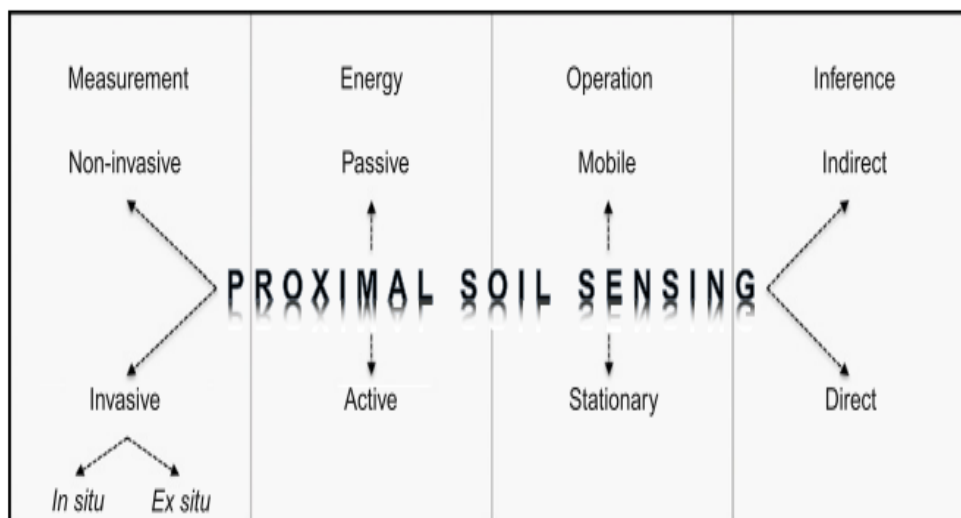 Measurement Energy Operation Inference
Non-invasive Passive Mobile Indirect
PROXIMAL SOIL SENSING
Invasive Active Stationary Direct
In situ Ex situ